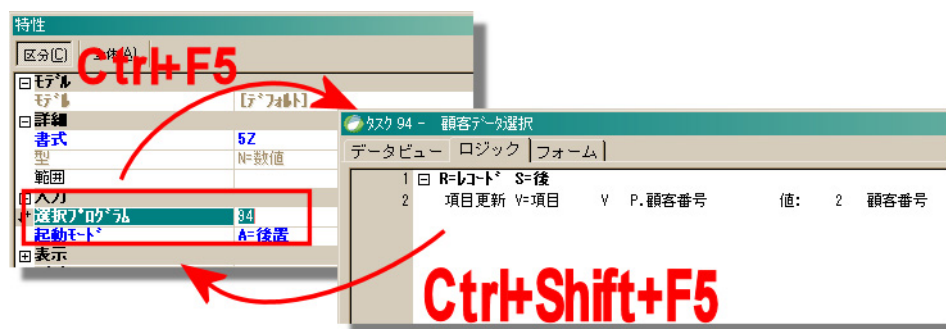 特性
区分(C)
Ctrl+F5
モデル
モデル [デフォルト]
詳細
書式 5Z
型 N=数値
範囲
入力
選択プログラム 94
起動モード A=後置
表示
タスク 94 - 顧客データ選択
データビュー ロジック フォーム
1 R=レコード S=後
2 項目更新 V=項目 V P.顧客番号 値: 2 顧客番号
Ctrl+Shift+F5